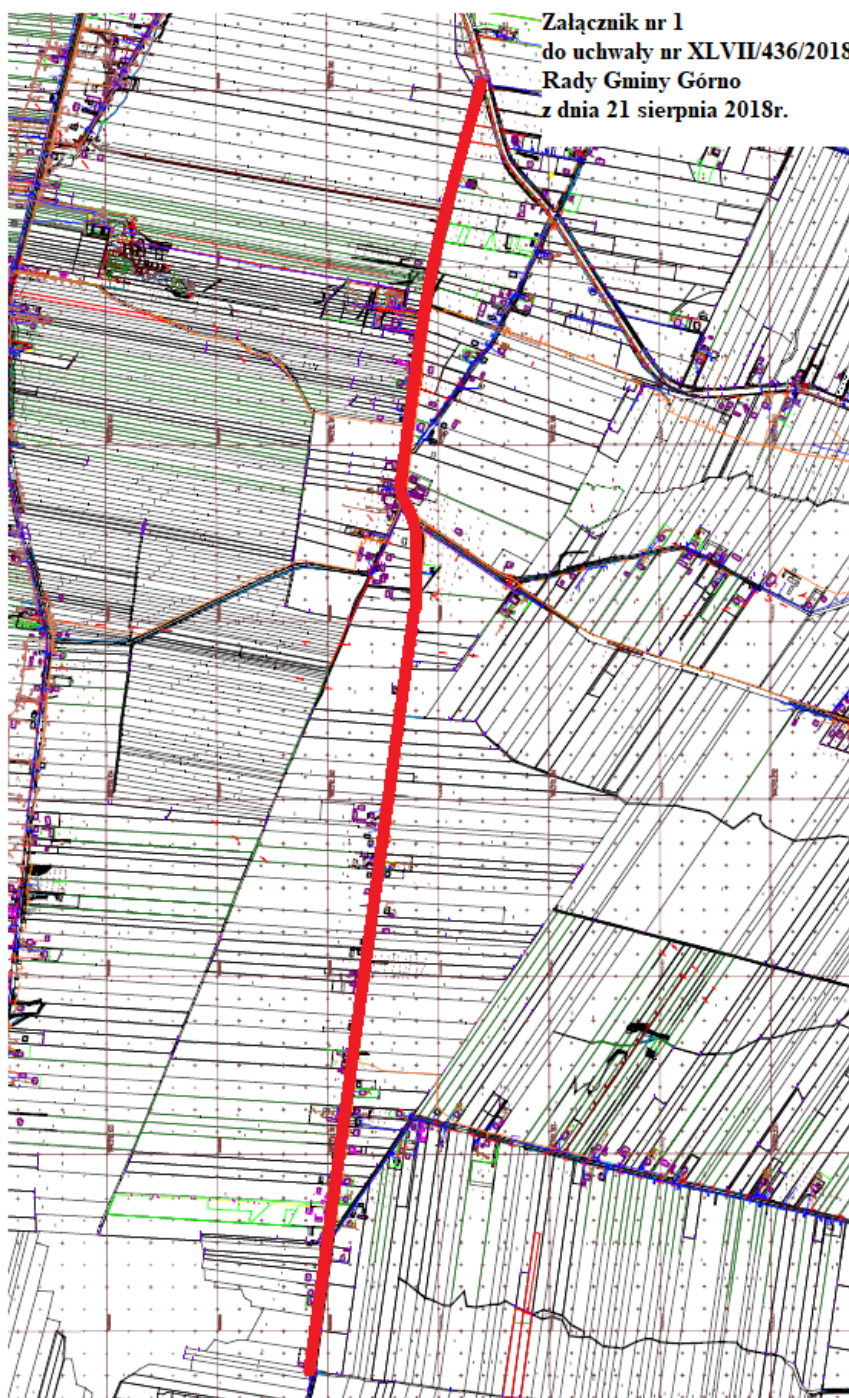 Załącznik nr 1
do uchwały nr XLVII/436/2018
Rady Gminy Górno
z dnia 21 sierpnia 2018r.